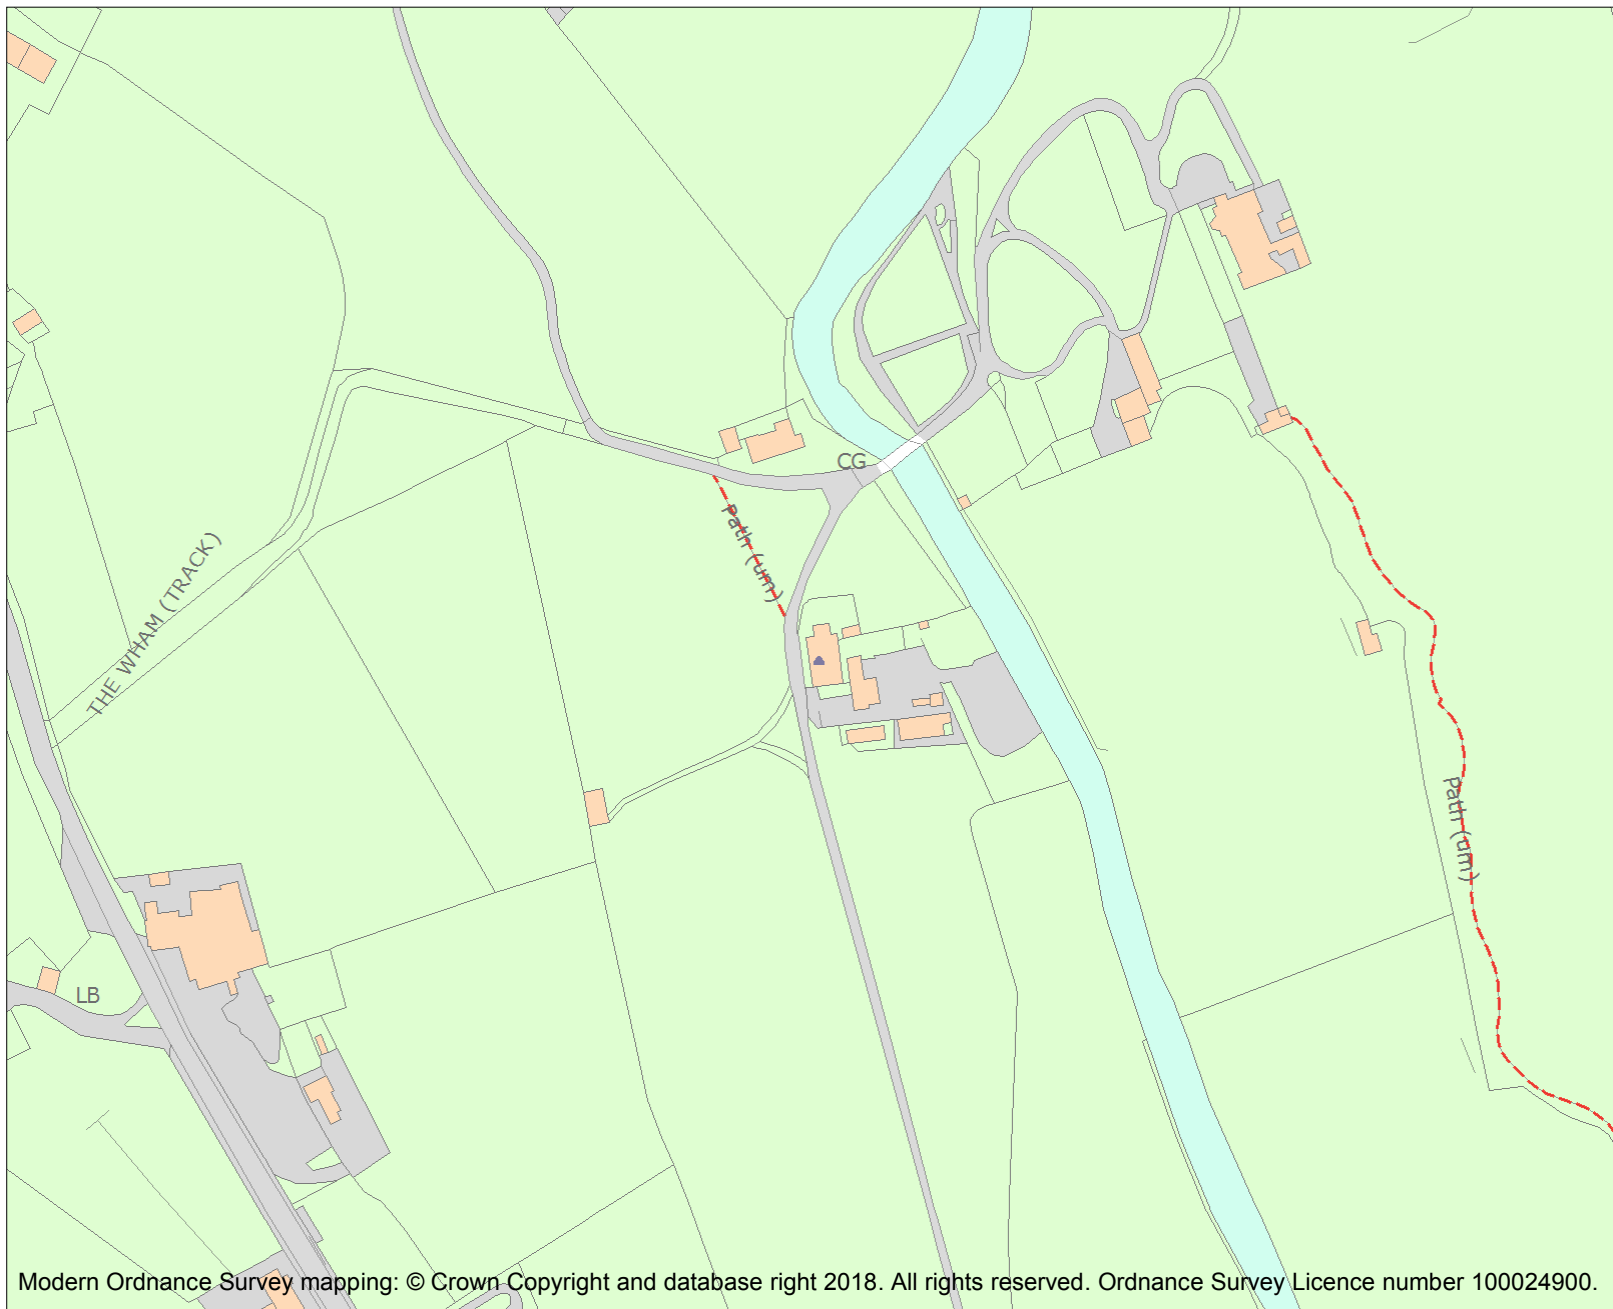 CG
Path (um)
THE WHAM (TRACK)
Path (um)
LB
Modern Ordnance Survey mapping: © Crown Copyright and database right 2018. All rights reserved. Ordnance Survey Licence number 100024900.